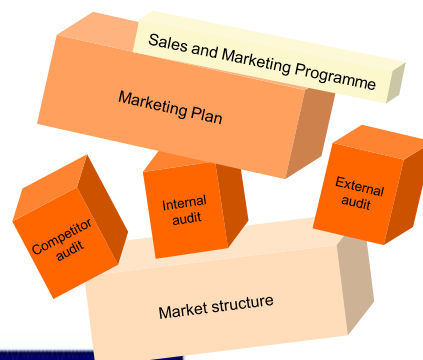 Sales and Marketing Programme
Marketing Plan
Competitor
audit
Internal
audit
External
audit
Market structure